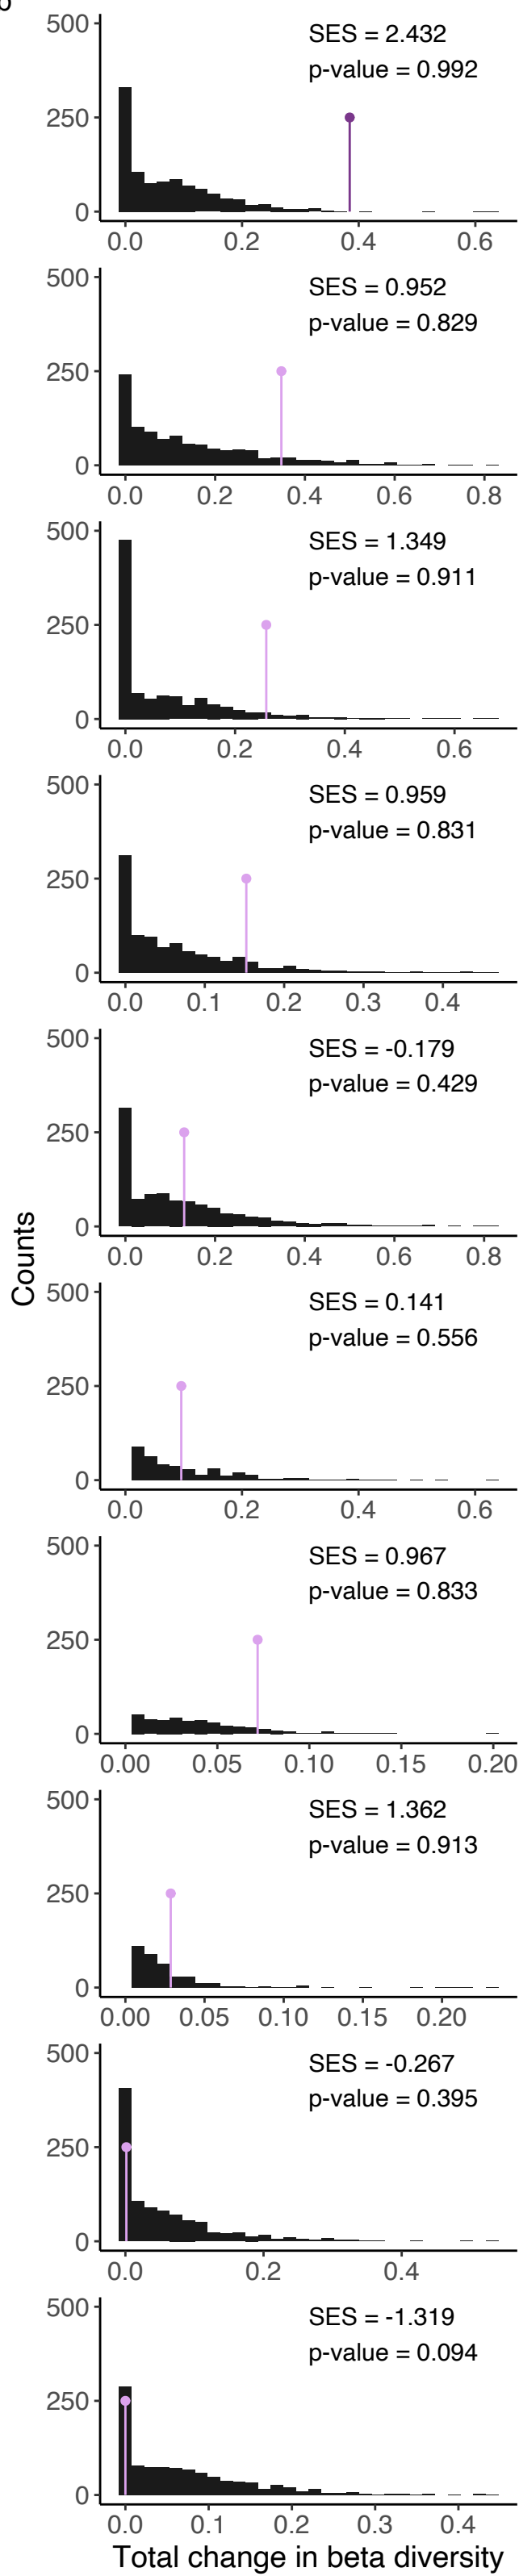 500
SES = 2.432
p-value = 0.992
250
0
0.0 0.2 0.4 0.6
500
SES = 0.952
p-value = 0.829
250
0
0.0 0.2 0.4 0.6 0.8
500
SES = 1.349
p-value = 0.911
250
0
0.0 0.2 0.4 0.6
500
SES = 0.959
p-value = 0.831
250
0
0.0 0.1 0.2 0.3 0.4
500
SES = -0.179
p-value = 0.429
250
0
0.0 0.2 0.4 0.6 0.8
Counts
500
SES = 0.141
p-value = 0.556
250
0
0.0 0.2 0.4 0.6
500
SES = 0.967
p-value = 0.833
250
0
0.00 0.05 0.10 0.15 0.20
500
SES = 1.362
p-value = 0.913
250
0
0.00 0.05 0.10 0.15 0.20
500
SES = -0.267
p-value = 0.395
250
0
0.0 0.2 0.4
500
SES = -1.319
p-value = 0.094
250
0
0.0 0.1 0.2 0.3 0.4
Total change in beta diversity